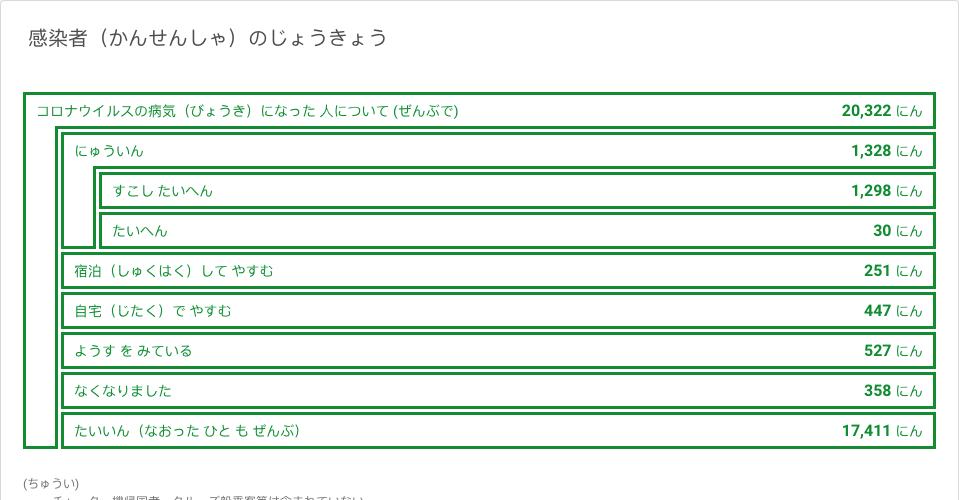 感染者（かんせんしゃ）のじょうきょう
コロナウイルスの病気（びょうき）になった 人について (ぜんぶで) 20,322 にん
にゅういん 1,328 にん
すこし たいへん 1,298 にん
たいへん 30 にん
宿泊（しゅくはく）して やすむ 251 にん
自宅（じたく）で やすむ 447 にん
ようす を みている 527 にん
なくなりました 358 にん
たいいん（なおった ひと も ぜんぶ） 17,411 にん
(ちゅうい)